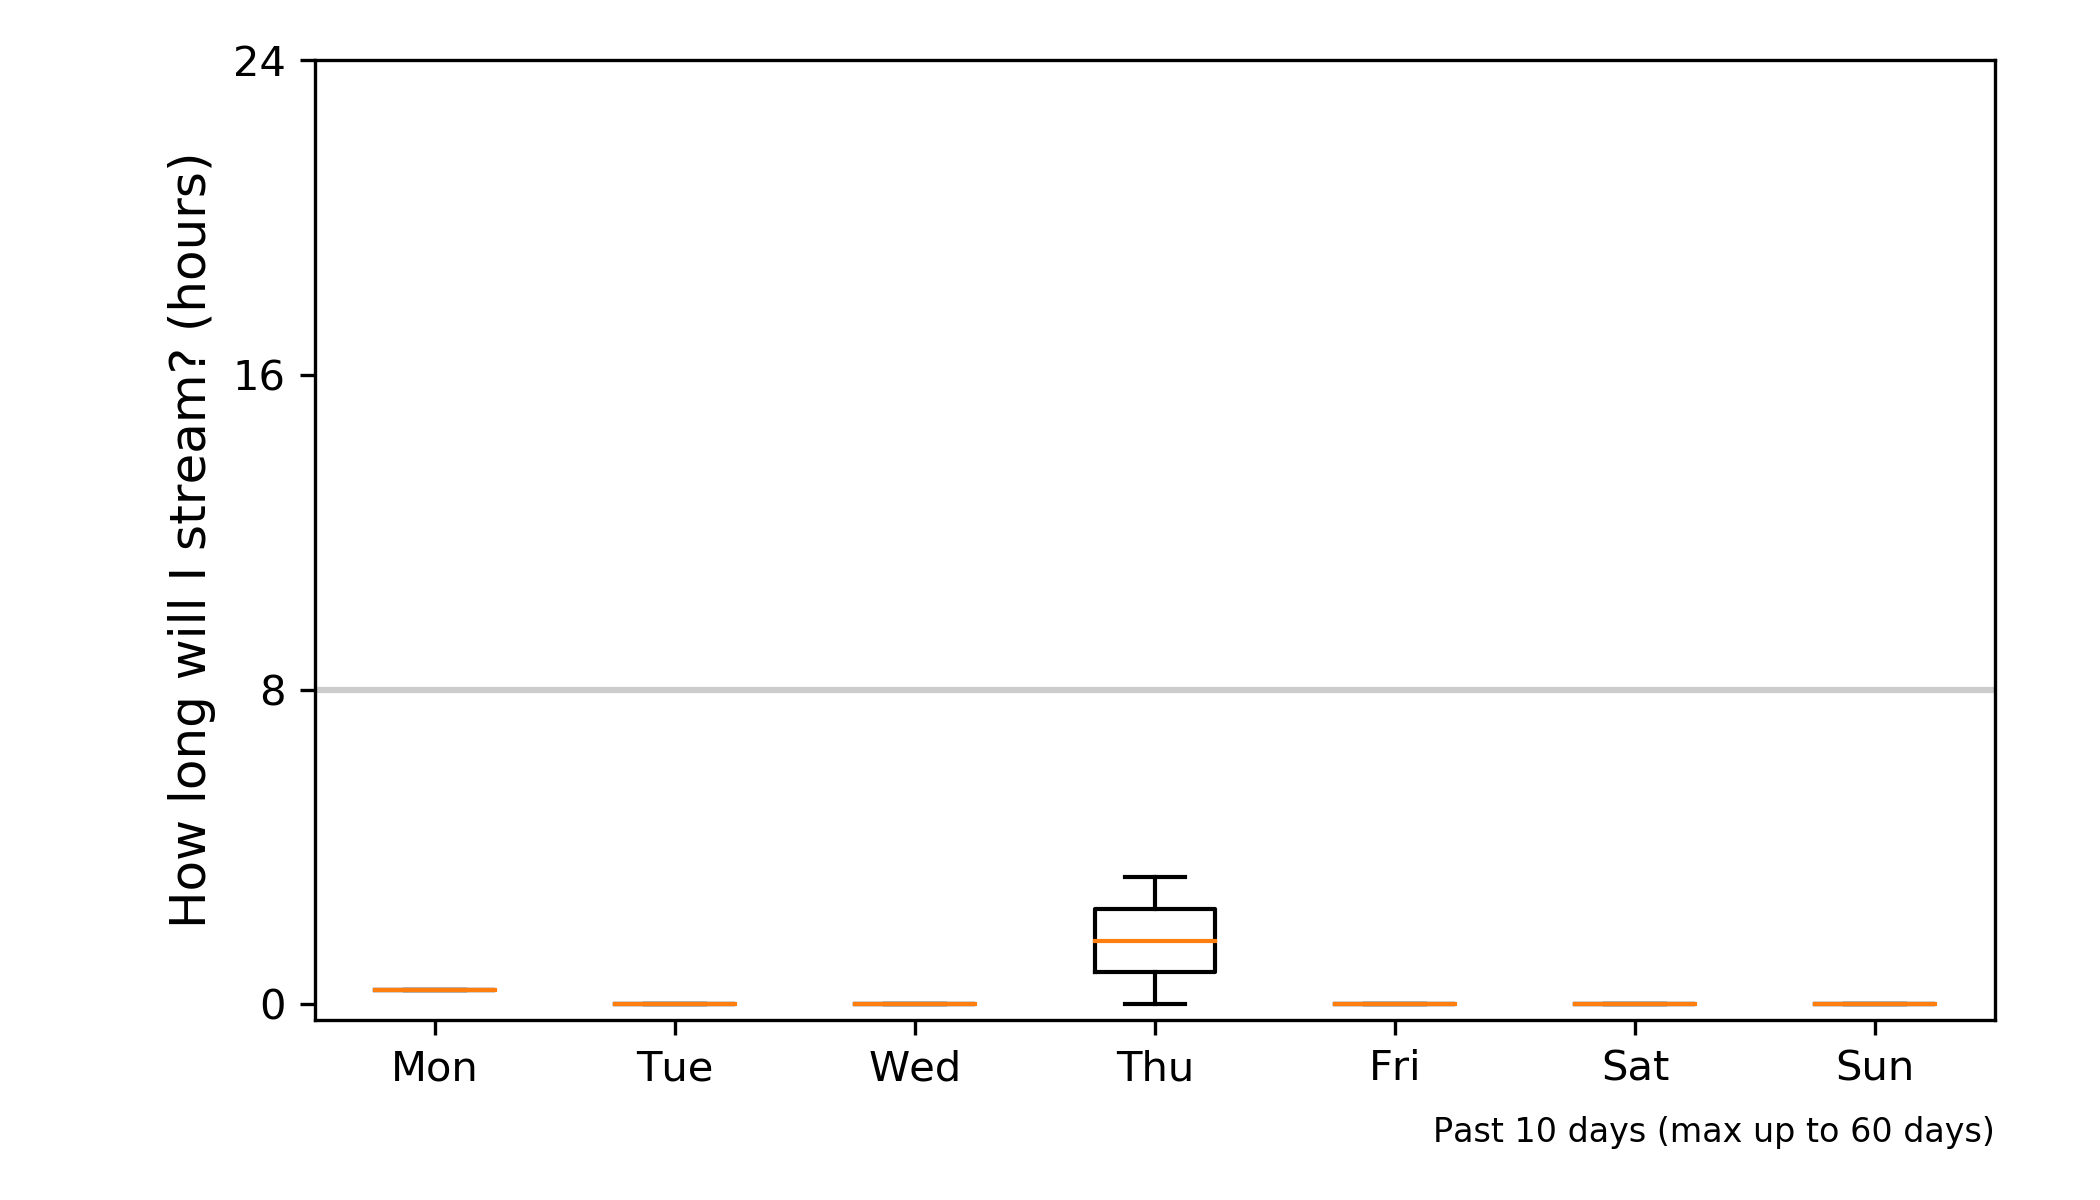 How long will I stream? (hours)
24
16
8
0
Mon Tue Wed Thu Fri Sat Sun
Past 10 days (max up to 60 days)